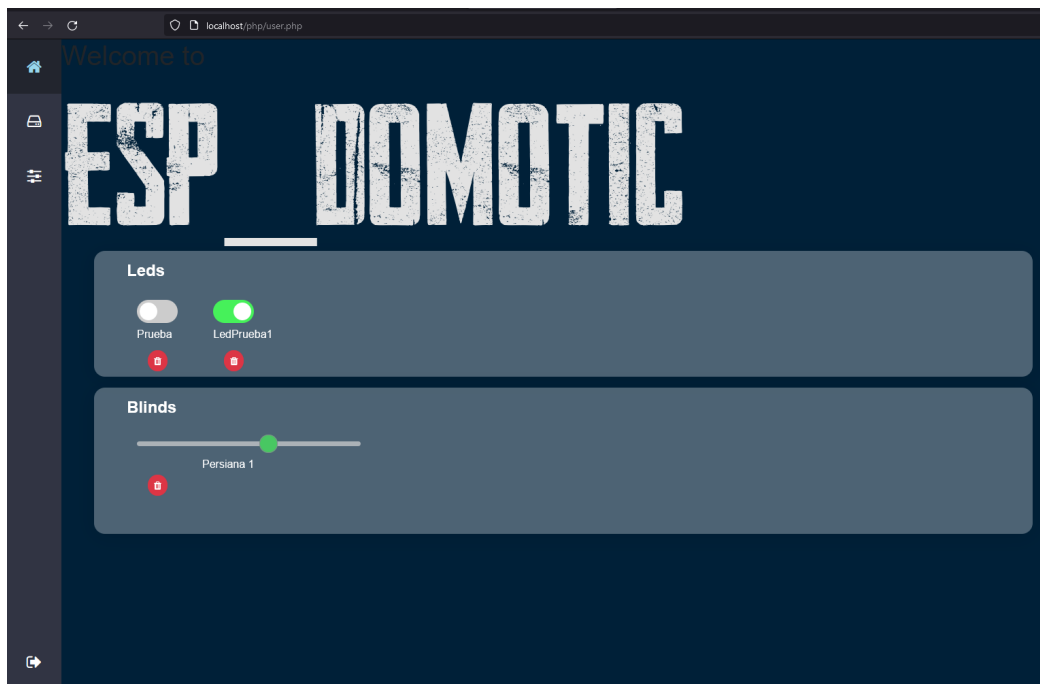 localhost/php/user.php
Welcome to
ESP_DOMOTIC
Leds
Prueba LedPrueba1
Blinds
Persiana 1